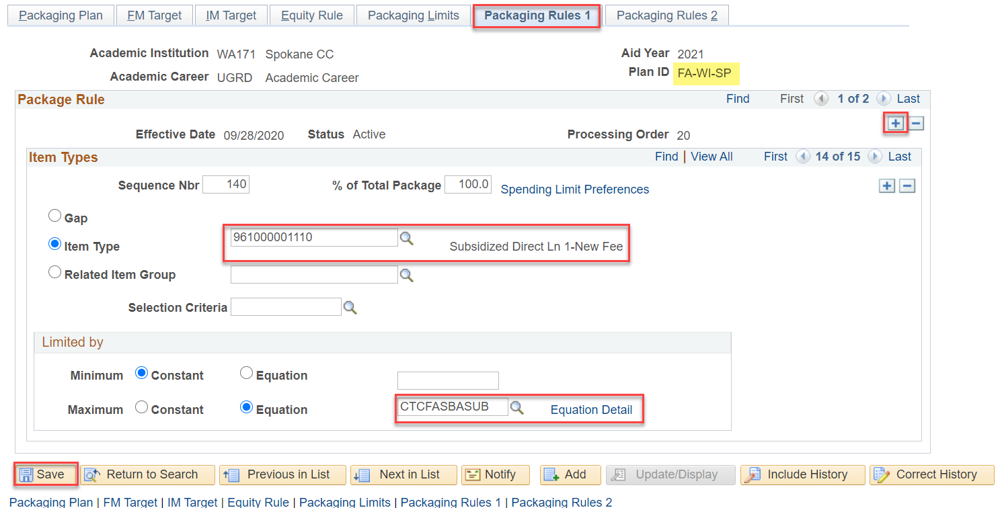 Packaging Plan FM Target IM Target Equity Rule Packaging Limits Packaging Rules 1 Packaging Rules 2
Academic Institution WA171 Spokane CC Aid Year 2021
Academic Career UGRD Academic Career Plan ID FA-WI-SP
Package Rule Find First 1 of 2 Last
Effective Date 09/28/2020 Status Active Processing Order 20
Item Types Find | View All First 14 of 15 Last
Sequence Nbr 140 % of Total Package 100.0 Spending Limit Preferences
Gap
Item Type 961000001110 Subsidized Direct Ln 1-New Fee
Related Item Group
Selection Criteria
Limited by
Minimum Constant Equation
Maximum Constant Equation CTCFASBASUB Equation Detail
Save Return to Search Previous in List Next in List Notify Add Update/Display Include History Correct History
Packaging Plan | FM Target | IM Target | Equity Rule | Packaging Limits | Packaging Rules 1 | Packaging Rules 2